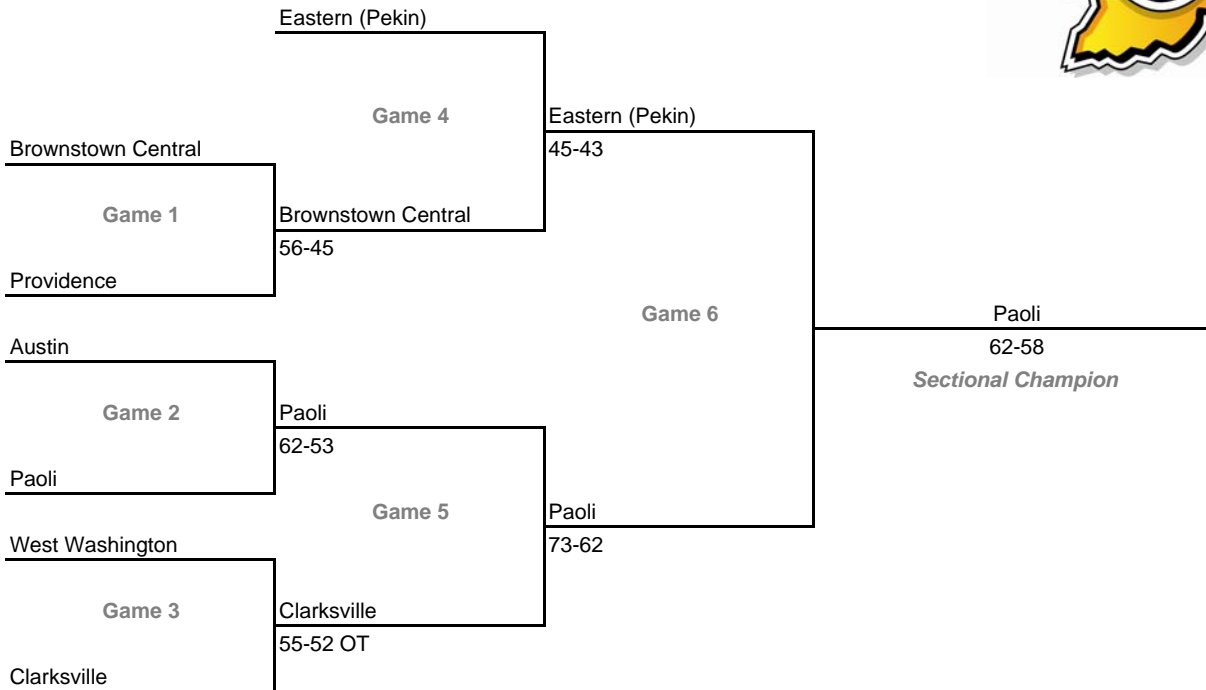 Eastern (Pekin)
Game 4
Eastern (Pekin)
Brownstown Central
45-43
Game 1
Brownstown Central
56-45
Providence
Game 6
Paoli
Austin
62-58
Sectional Champion
Game 2
Paoli
62-53
Paoli
Game 5
Paoli
West Washington
73-62
Game 3
Clarksville
55-52 OT
Clarksville